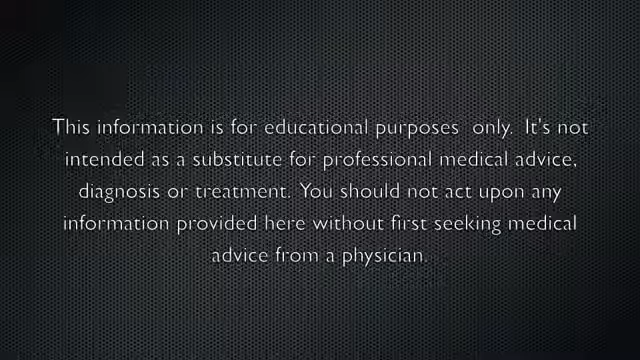 This information is for educational purposes  only.  It's not
intended as a substitute for professional medical advice,
diagnosis or treatment. You should not act upon any
information provided here without first seeking medical
advice from a physician.